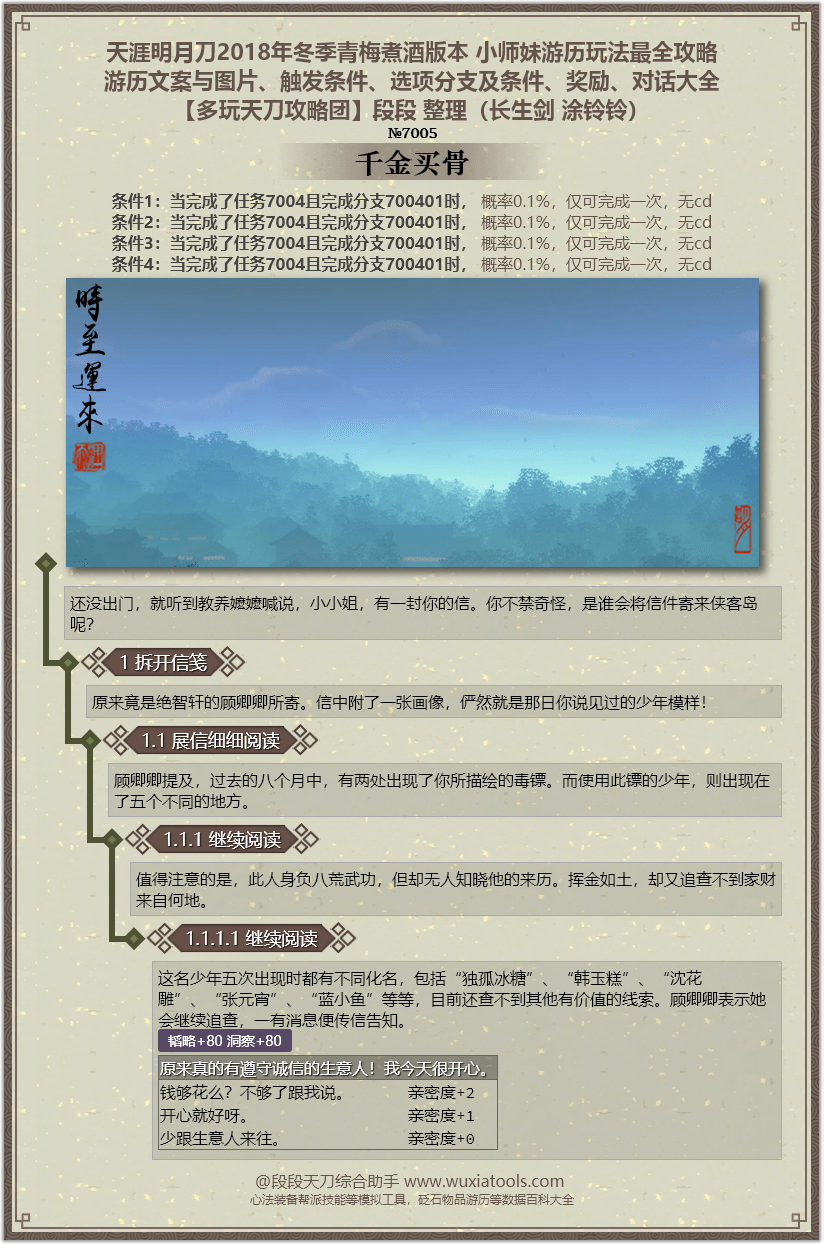 天涯明月刀2018年冬季青梅煮酒版本 小师妹游历玩法最全攻略
游历文案与图片、触发条件、选项分支及条件、奖励、对话大全
【多玩天刀攻略团】段段 整理（长生剑 涂铃铃）
№7005
千金买骨
条件1：当完成了任务7004且完成分支700401时， 概率0.1%，仅可完成一次，无cd
条件2：当完成了任务7004且完成分支700401时， 概率0.1%，仅可完成一次，无cd
条件3：当完成了任务7004且完成分支700401时， 概率0.1%，仅可完成一次，无cd
条件4：当完成了任务7004且完成分支700401时， 概率0.1%，仅可完成一次，无cd
時至運來
还没出门，就听到教养嬷嬷喊说，小小姐，有一封你的信。你不禁奇怪，是谁会将信件寄来侠客岛
呢？
1 拆开信笺
原来竟是绝智轩的顾卿卿所寄。信中附了一张画像，俨然就是那日你说见过的少年模样！
1.1 展信细细阅读
顾卿卿提及，过去的八个月中，有两处出现了你所描绘的毒镖。而使用此镖的少年，则出现在
了五个不同的地方。
1.1.1 继续阅读
值得注意的是，此人身负八荒武功，但却无人知晓他的来历。挥金如土，却又追查不到家财
来自何地。
1.1.1.1 继续阅读
这名少年五次出现时都有不同化名，包括“独孤冰糖”、“韩玉糕”、“沈花
雕”、“张元宵”、“蓝小鱼”等等，目前还查不到其他有价值的线索。顾卿卿表示她
会继续追查，一有消息便传信告知。
韬略+80 洞察+80
原来真的有遵守诚信的生意人！我今天很开心。
钱够花么？不够了跟我说。 亲密度+2
开心就好呀。 亲密度+1
少跟生意人来往。 亲密度+0
@段段天刀综合助手 www.wuxiatools.com
心法装备帮派技能等模拟工具，砭石物品游历等数据百科大全